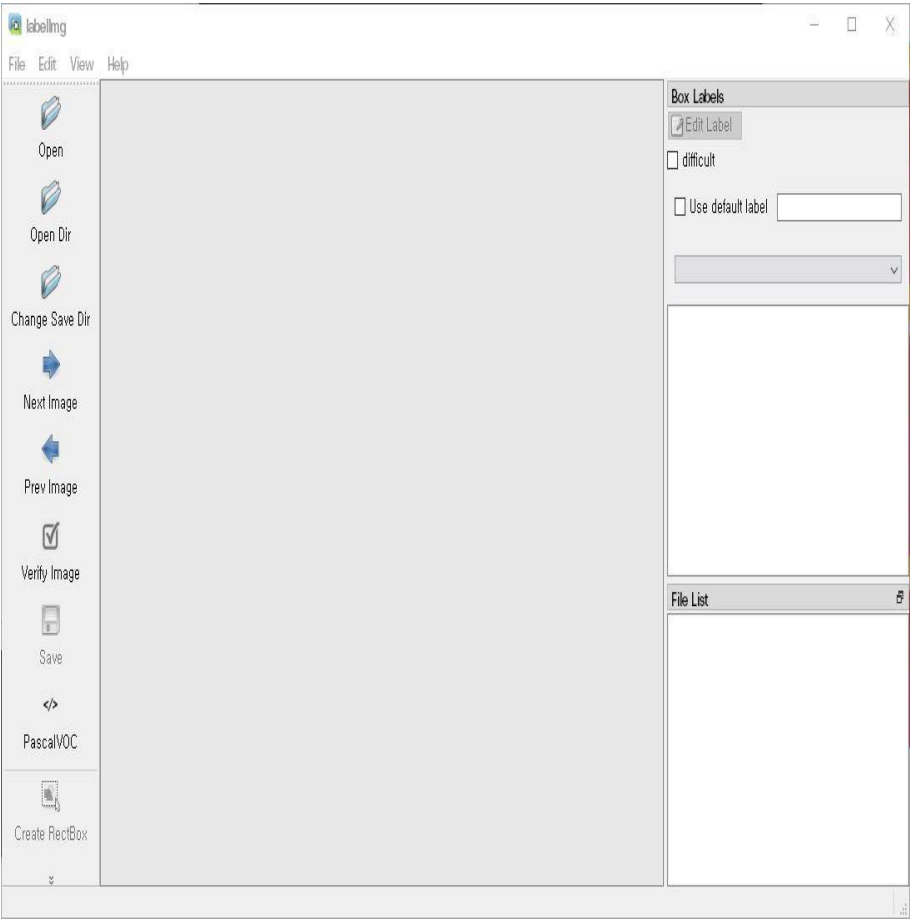 labelImg
File Edit View Help
Open
Open Dir
Change Save Dir
Next Image
Prev Image
Verify Image
Save
</>
PascalVOC
Create RectBox
Box Labels
Edit Label
difficult
Use default label
File List